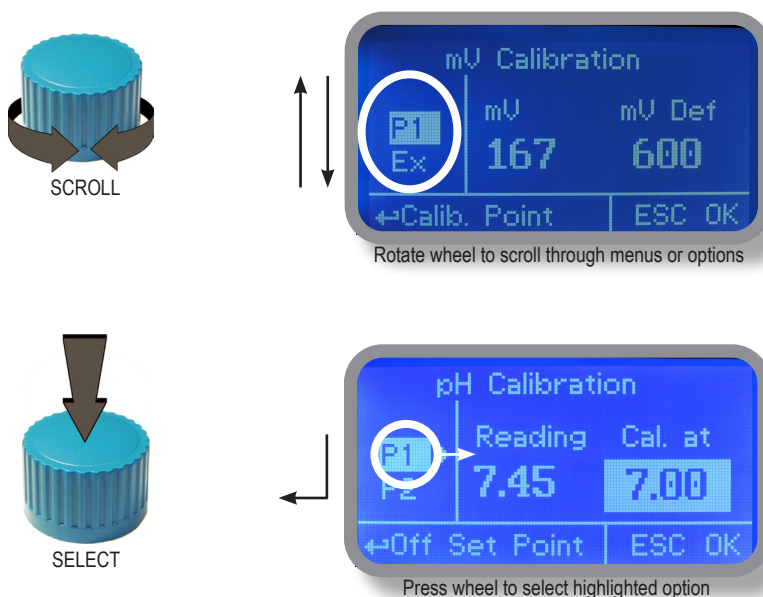 mV Calibration
P1
Ex
mV
167
mV Def
600
↵Calib. Point
ESC OK
SCROLL
Rotate wheel to scroll through menus or options
pH Calibration
P1
P2
Reading
7.45
Cal. at
7.00
↵Off Set Point
ESC OK
SELECT
Press wheel to select highlighted option